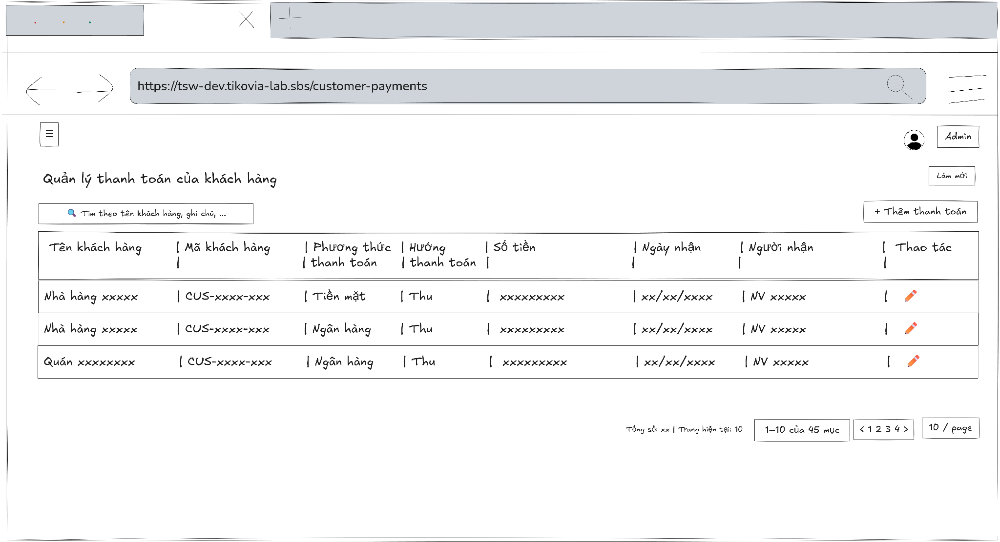 https://tsw-dev.tikovia-lab.sbs/customer-payments
☰
Admin
Quản lý thanh toán của khách hàng
Làm mới
🔍 Tìm theo tên khách hàng, ghi chú, ...
+ Thêm thanh toán
Tên khách hàng | Mã khách hàng | Phương thức | Hướng | Số tiền | Ngày nhận | Người nhận | Thao tác
| | thanh toán | thanh toán | | | |
Nhà hàng xxxxx | CUS-xxxx-xxx | Tiền mặt | Thu | xxxxxxxxx | xx/xx/xxxx | NV xxxxx | ✏️
Nhà hàng xxxxx | CUS-xxxx-xxx | Ngân hàng | Thu | xxxxxxxxx | xx/xx/xxxx | NV xxxxx | ✏️
Quán xxxxxxxx | CUS-xxxx-xxx | Ngân hàng | Thu | xxxxxxxxx | xx/xx/xxxx | NV xxxxx | ✏️
Tổng số: xx | Trang hiện tại: 10
1–10 của 45 mục
< 1 2 3 4 >
10 / page